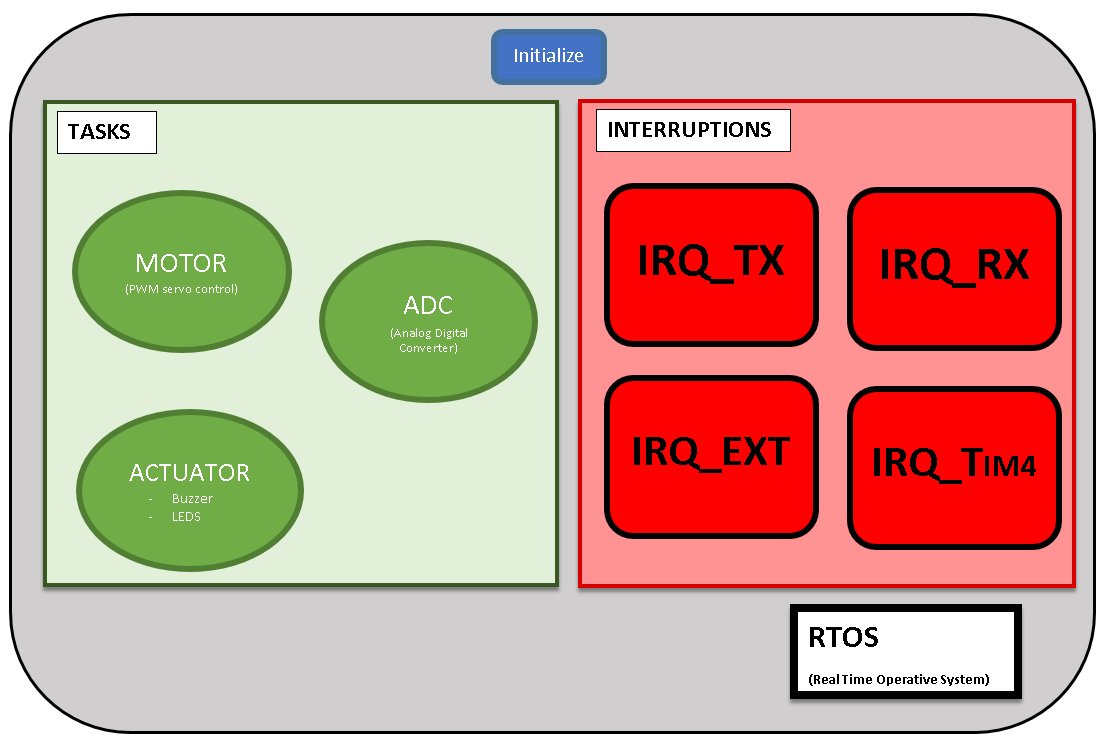 Initialize
TASKS
MOTOR
(PWM servo control)
ADC
(Analog Digital
Converter)
ACTUATOR
- Buzzer
- LEDS
INTERRUPTIONS
IRQ_TX
IRQ_RX
IRQ_EXT
IRQ_TIM4
RTOS
(Real Time Operative System)